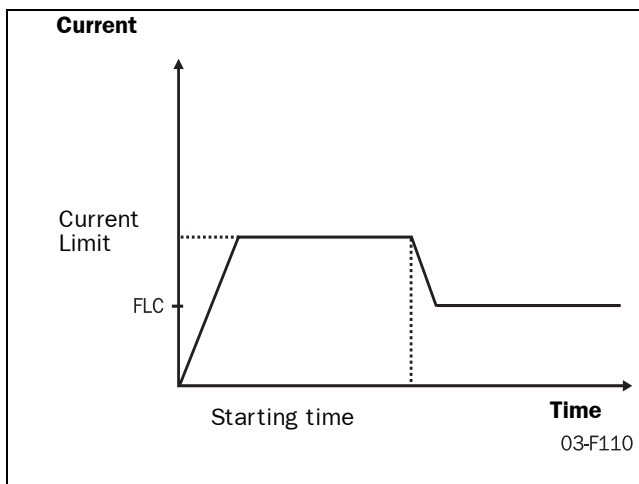 Current
Current
Limit
FLC
Starting time
Time
03-F110